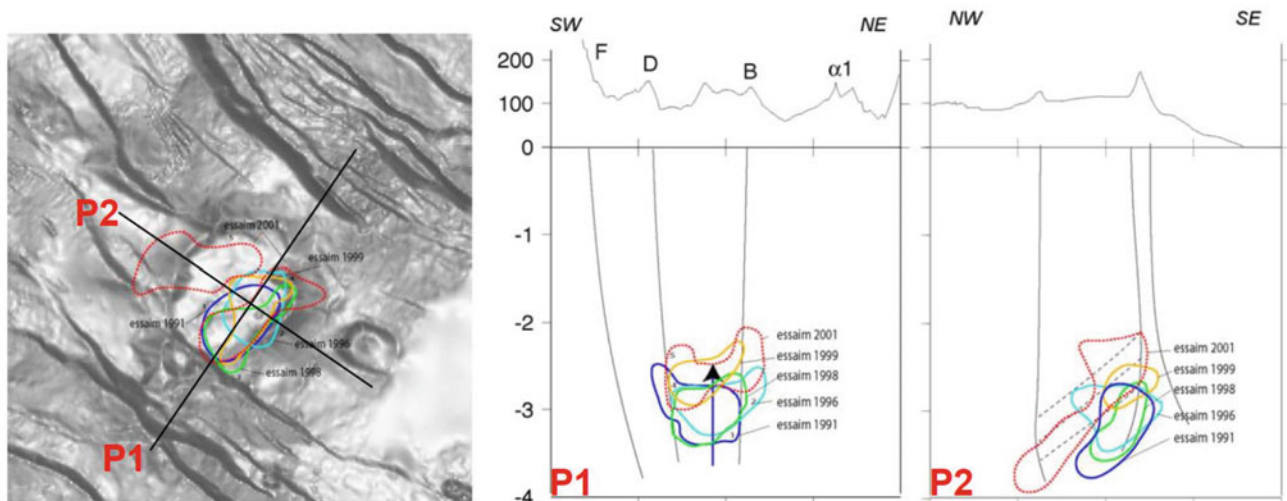 P2
P1
essaim 2001
essaim 1999
essaim 1991
essaim 1996
essaim 1998
SW
NE
F
D
B
α1
200
100
0
-1
-2
-3
-4
essaim 2001
essaim 1999
essaim 1998
essaim 1996
essaim 1991
P1
NW
SE
essaim 2001
essaim 1999
essaim 1998
essaim 1996
essaim 1991
P2